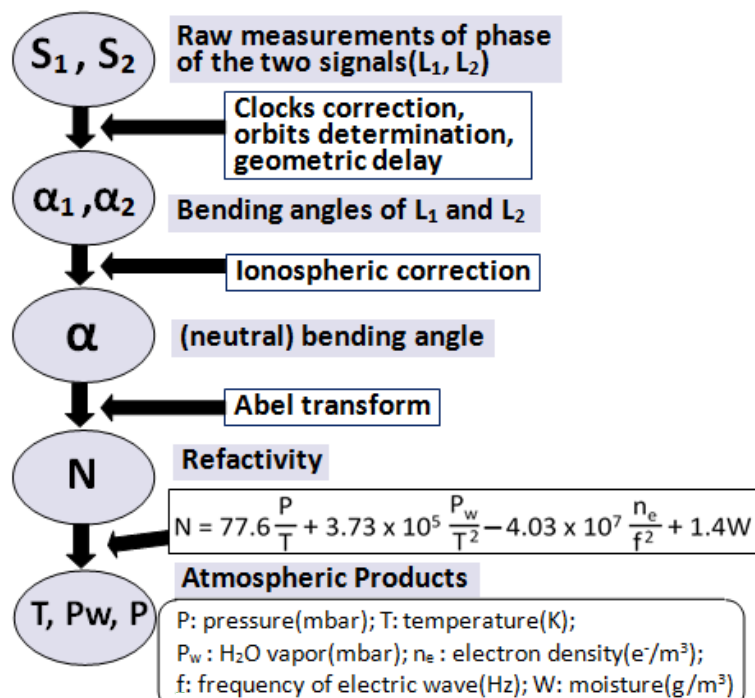 S₁ , S₂
Raw measurements of phase
of the two signals(L₁, L₂)
Clocks correction,
orbits determination,
geometric delay
α₁ ,α₂
Bending angles of L₁ and L₂
Ionospheric correction
α
(neutral) bending angle
Abel transform
N
Refactivity
N = 77.6 P/T + 3.73 x 10⁵ P_w/T² − 4.03 x 10⁷ n_e/f² + 1.4W
T, Pw, P
Atmospheric Products
P: pressure(mbar); T: temperature(K);
P_w : H₂O vapor(mbar); nₑ : electron density(e⁻/m³);
f: frequency of electric wave(Hz); W: moisture(g/m³)